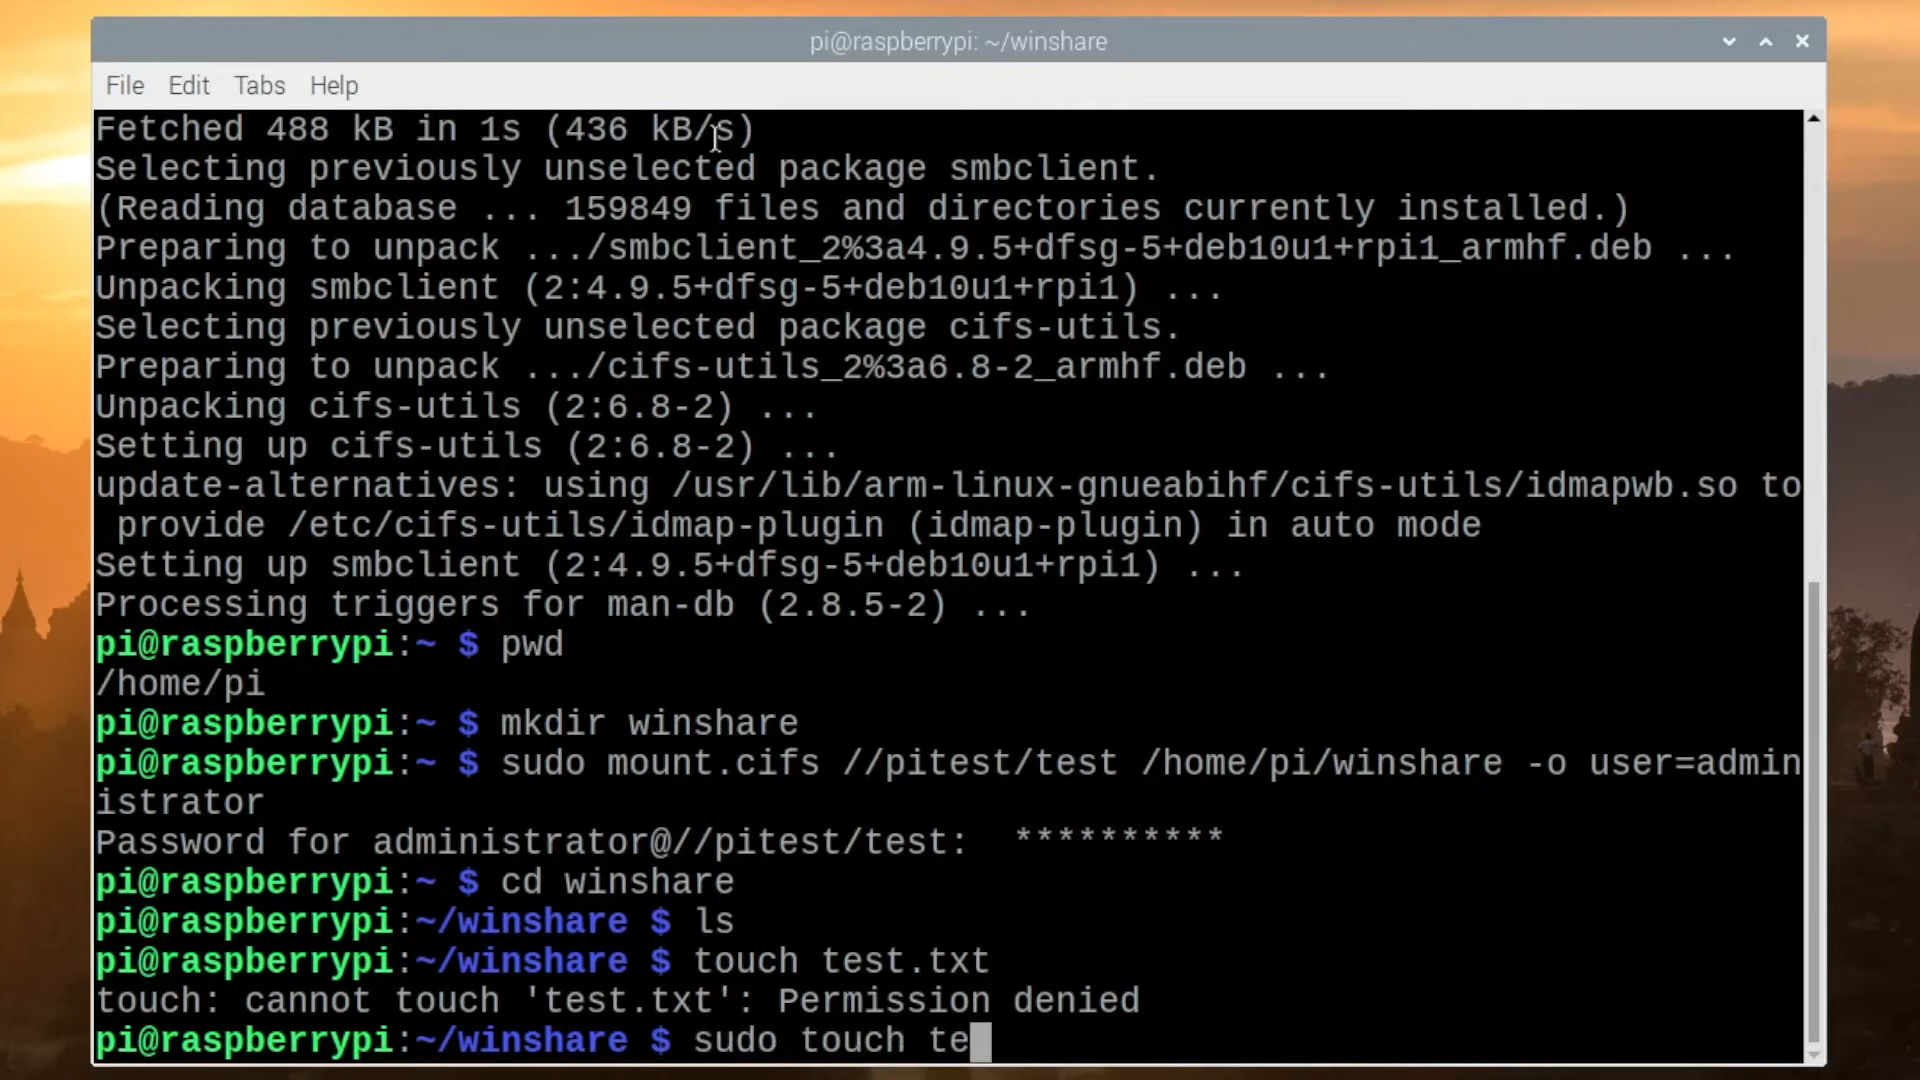 pi@raspberrypi: ~/winshare
File Edit Tabs Help
Fetched 488 kB in 1s (436 kB/s)
Selecting previously unselected package smbclient.
(Reading database ... 159849 files and directories currently installed.)
Preparing to unpack .../smbclient_2%3a4.9.5+dfsg-5+deb10u1+rpi1_armhf.deb ...
Unpacking smbclient (2:4.9.5+dfsg-5+deb10u1+rpi1) ...
Selecting previously unselected package cifs-utils.
Preparing to unpack .../cifs-utils_2%3a6.8-2_armhf.deb ...
Unpacking cifs-utils (2:6.8-2) ...
Setting up cifs-utils (2:6.8-2) ...
update-alternatives: using /usr/lib/arm-linux-gnueabihf/cifs-utils/idmapwb.so to
provide /etc/cifs-utils/idmap-plugin (idmap-plugin) in auto mode
Setting up smbclient (2:4.9.5+dfsg-5+deb10u1+rpi1) ...
Processing triggers for man-db (2.8.5-2) ...
pi@raspberrypi:~ $ pwd
/home/pi
pi@raspberrypi:~ $ mkdir winshare
pi@raspberrypi:~ $ sudo mount.cifs //pitest/test /home/pi/winshare -o user=admin
istrator
Password for administrator@//pitest/test:  **********
pi@raspberrypi:~ $ cd winshare
pi@raspberrypi:~/winshare $ ls
pi@raspberrypi:~/winshare $ touch test.txt
touch: cannot touch 'test.txt': Permission denied
pi@raspberrypi:~/winshare $ sudo touch te